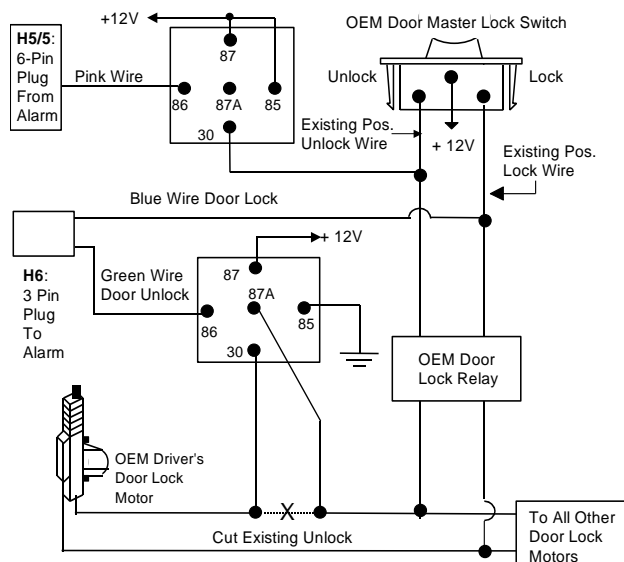 OEM Door Master Lock Switch
+12V
H5/5:
6-Pin
Plug
From
Alarm
Pink Wire
87
86
87A
85
30
Unlock
Lock
Existing Pos.
Unlock Wire
+ 12V
Existing Pos.
Lock Wire
Blue Wire Door Lock
H6:
3 Pin
Plug
To
Alarm
Green Wire
Door Unlock
+ 12V
87
87A
86
85
30
OEM Door
Lock Relay
OEM Driver's
Door Lock
Motor
X
Cut Existing Unlock
To All Other
Door Lock
Motors